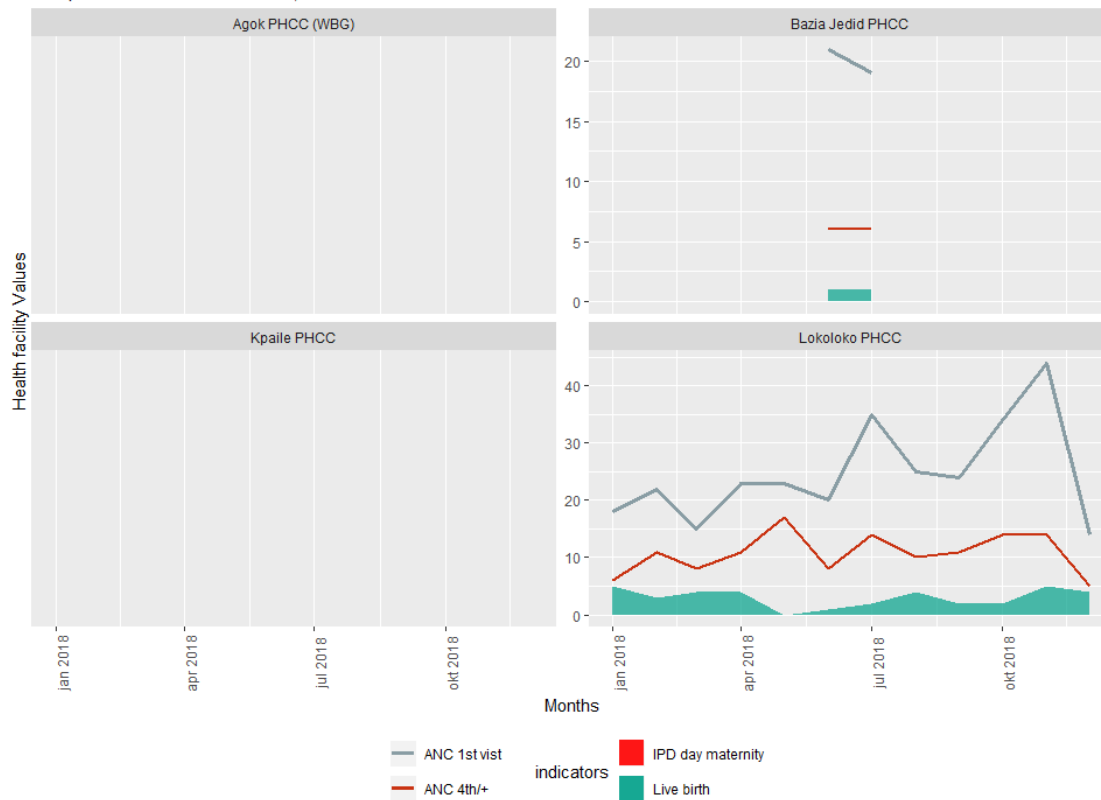 Agok PHCC (WBG)
Bazia Jedid PHCC
20
15
10
5
0
Health facility Values
Kpaile PHCC
Lokoloko PHCC
40
30
20
10
0
jan 2018
apr 2018
jul 2018
okt 2018
jan 2018
apr 2018
jul 2018
okt 2018
Months
indicators
ANC 1st vist
ANC 4th/+
IPD day maternity
Live birth